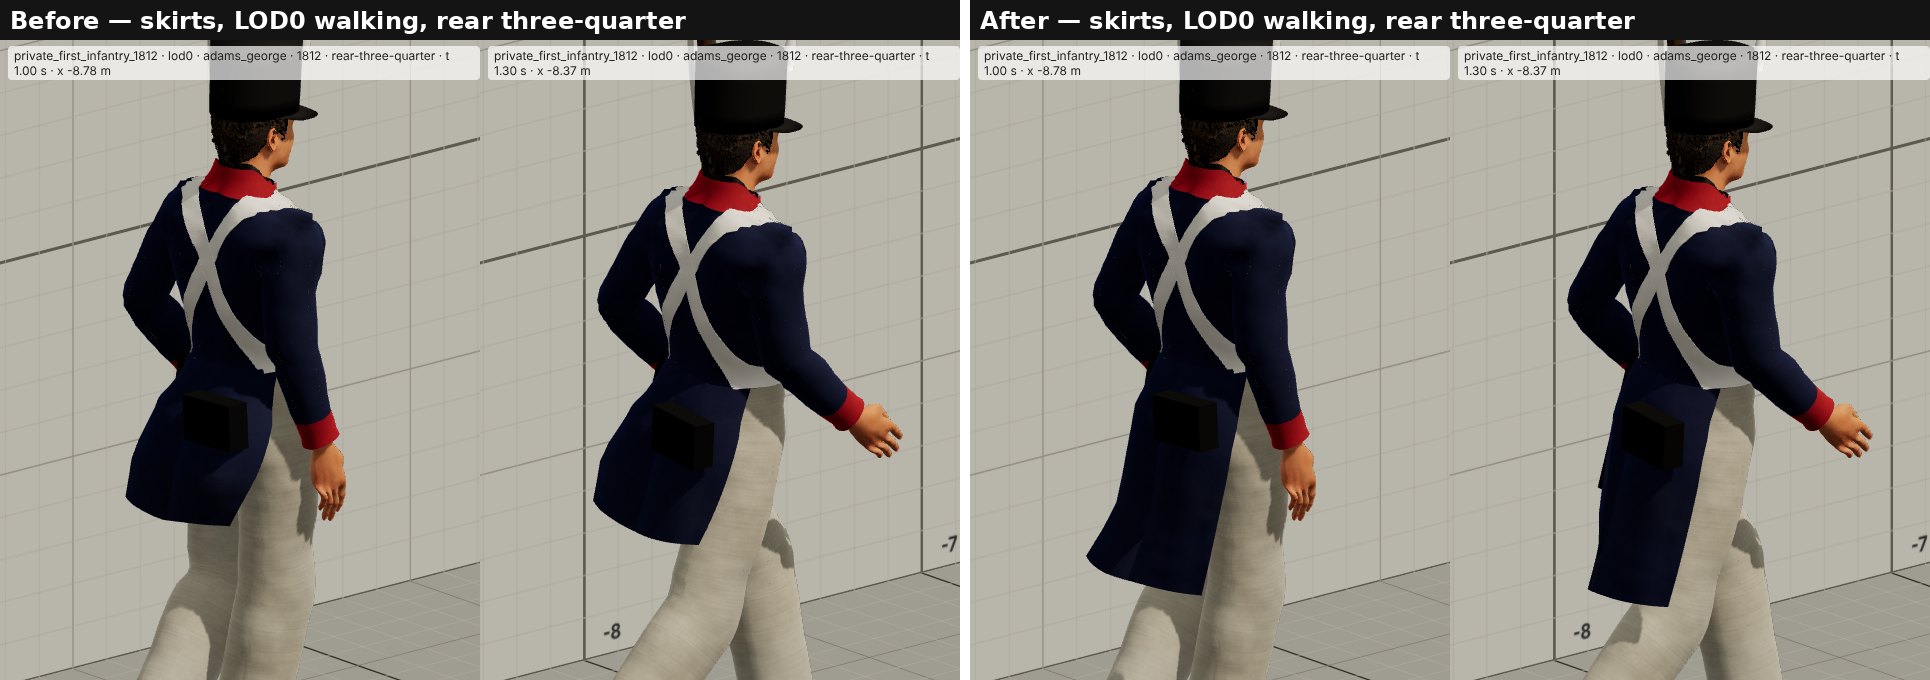 Before — skirts, LOD0 walking, rear three-quarter
private_first_infantry_1812 · lod0 · adams_george · 1812 · rear-three-quarter · t
1.00 s · x -8.78 m
private_first_infantry_1812 · lod0 · adams_george · 1812 · rear-three-quarter · t
1.30 s · x -8.37 m
-7
-8
After — skirts, LOD0 walking, rear three-quarter
private_first_infantry_1812 · lod0 · adams_george · 1812 · rear-three-quarter · t
1.00 s · x -8.78 m
private_first_infantry_1812 · lod0 · adams_george · 1812 · rear-three-quarter · t
1.30 s · x -8.37 m
-7
-8